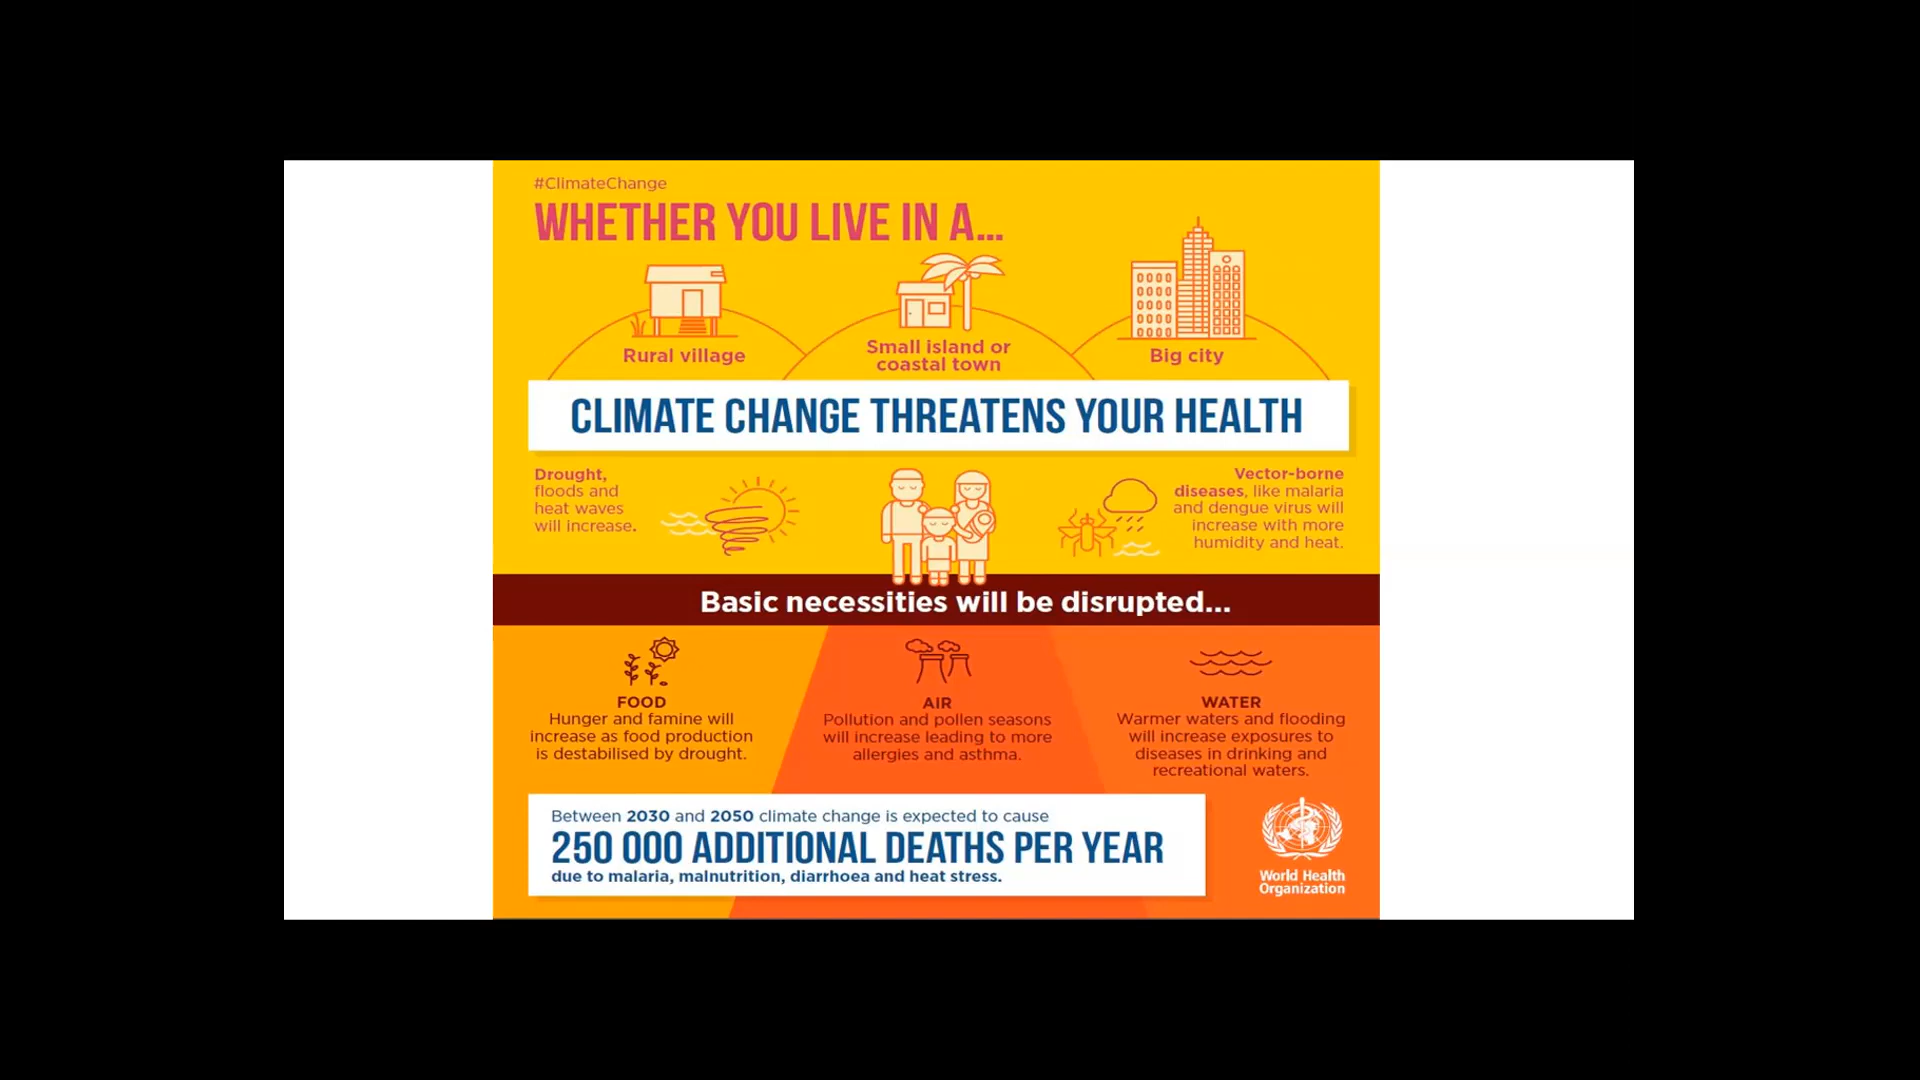 #ClimateChange
WHETHER YOU LIVE IN A...
Rural village
Small island or
coastal town
Big city
CLIMATE CHANGE THREATENS YOUR HEALTH
Drought,
floods and
heat waves
will increase.
Vector-borne
diseases, like malaria
and dengue virus will
increase with more
humidity and heat.
Basic necessities will be disrupted...
FOOD
Hunger and famine will
increase as food production
is destabilised by drought.
AIR
Pollution and pollen seasons
will increase leading to more
allergies and asthma.
WATER
Warmer waters and flooding
will increase exposures to
diseases in drinking and
recreational waters.
Between 2030 and 2050 climate change is expected to cause
250 000 ADDITIONAL DEATHS PER YEAR
due to malaria, malnutrition, diarrhoea and heat stress.
World Health
Organization